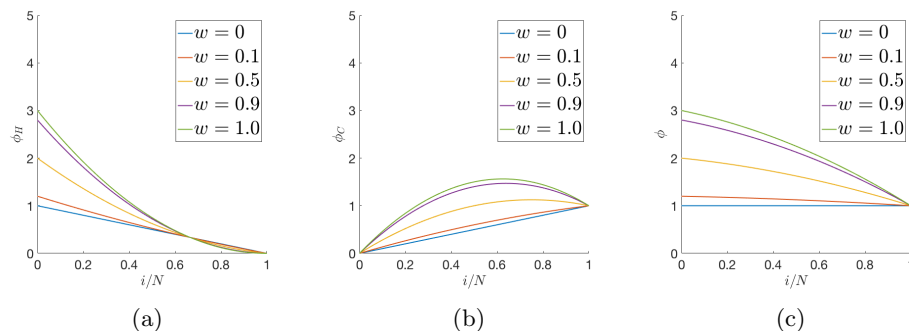 5
4
3
2
1
0
ϕ_H
0 0.2 0.4 0.6 0.8 1
i/N
w = 0
w = 0.1
w = 0.5
w = 0.9
w = 1.0
(a)
5
4
3
2
1
0
ϕ_C
0 0.2 0.4 0.6 0.8 1
i/N
w = 0
w = 0.1
w = 0.5
w = 0.9
w = 1.0
(b)
5
4
3
2
1
0
ϕ
0 0.2 0.4 0.6 0.8 1
i/N
w = 0
w = 0.1
w = 0.5
w = 0.9
w = 1.0
(c)